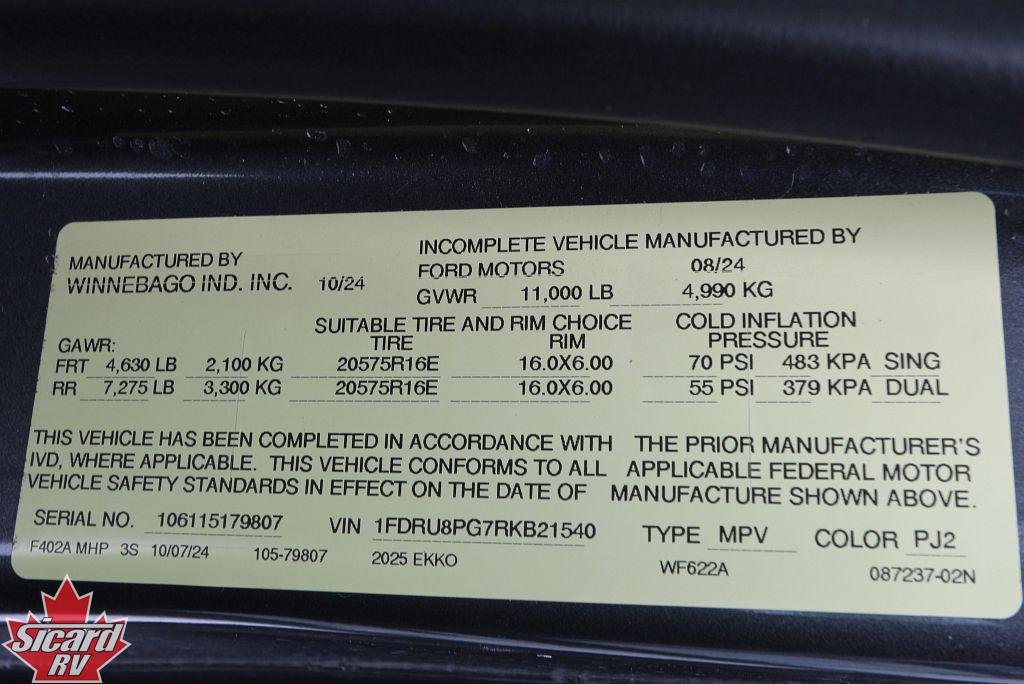 MANUFACTURED BY
WINNEBAGO IND. INC. 10/24
INCOMPLETE VEHICLE MANUFACTURED BY
FORD MOTORS 08/24
GVWR 11,000 LB 4,990 KG
SUITABLE TIRE AND RIM CHOICE COLD INFLATION
GAWR: TIRE RIM PRESSURE
FRT 4,630 LB 2,100 KG 20575R16E 16.0X6.00 70 PSI 483 KPA SING
RR 7,275 LB 3,300 KG 20575R16E 16.0X6.00 55 PSI 379 KPA DUAL
THIS VEHICLE HAS BEEN COMPLETED IN ACCORDANCE WITH THE PRIOR MANUFACTURER'S
IVD, WHERE APPLICABLE. THIS VEHICLE CONFORMS TO ALL APPLICABLE FEDERAL MOTOR
VEHICLE SAFETY STANDARDS IN EFFECT ON THE DATE OF MANUFACTURE SHOWN ABOVE.
SERIAL NO. 106115179807 VIN 1FDRU8PG7RKB21540 TYPE MPV COLOR PJ2
F402A MHP 3S 10/07/24 105-79807 2025 EKKO WF622A 087237-02N
Sicard
RV